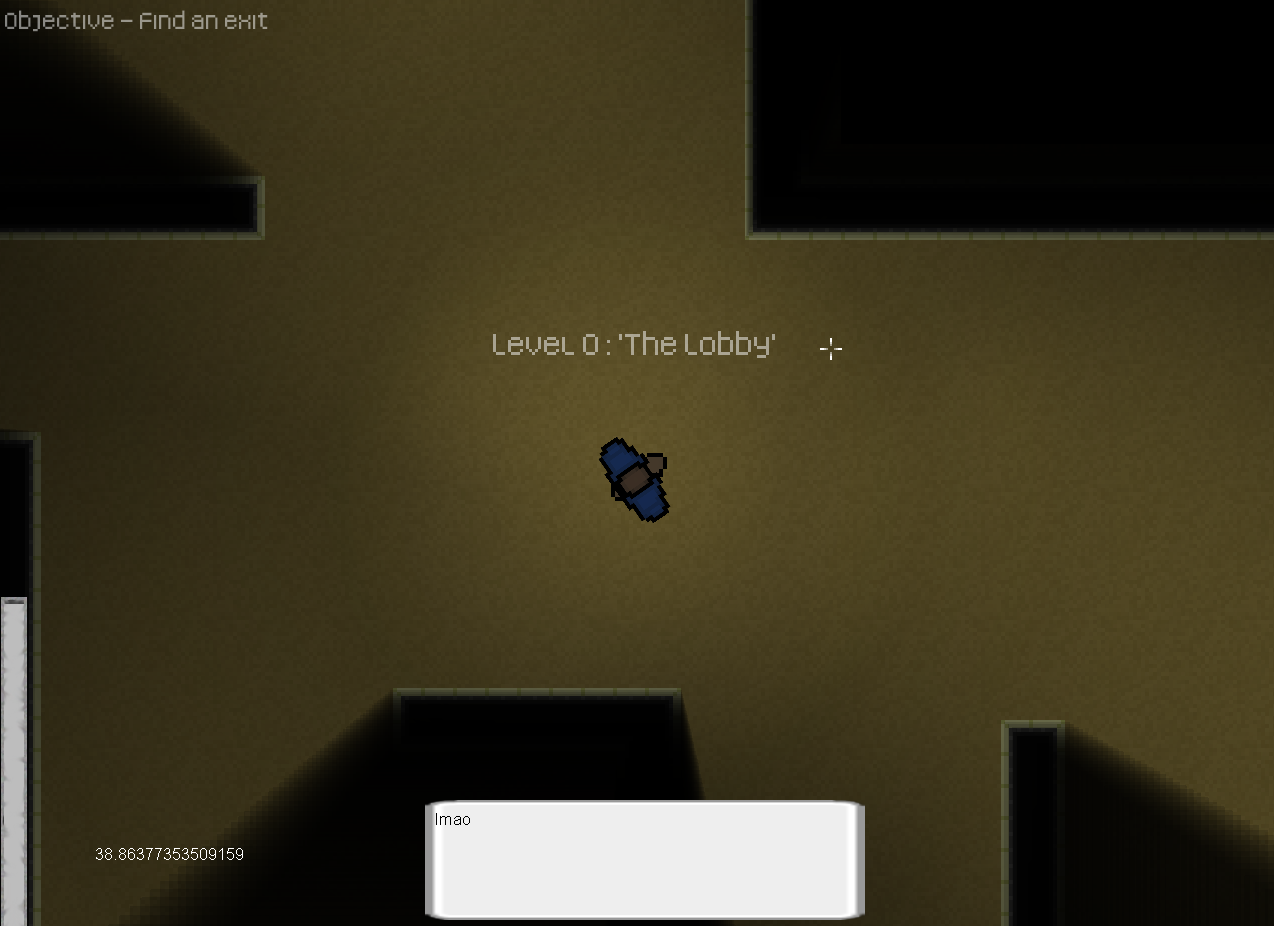 Objective - Find an exit
Level 0 : 'The Lobby'
lmao
38.86377353509159